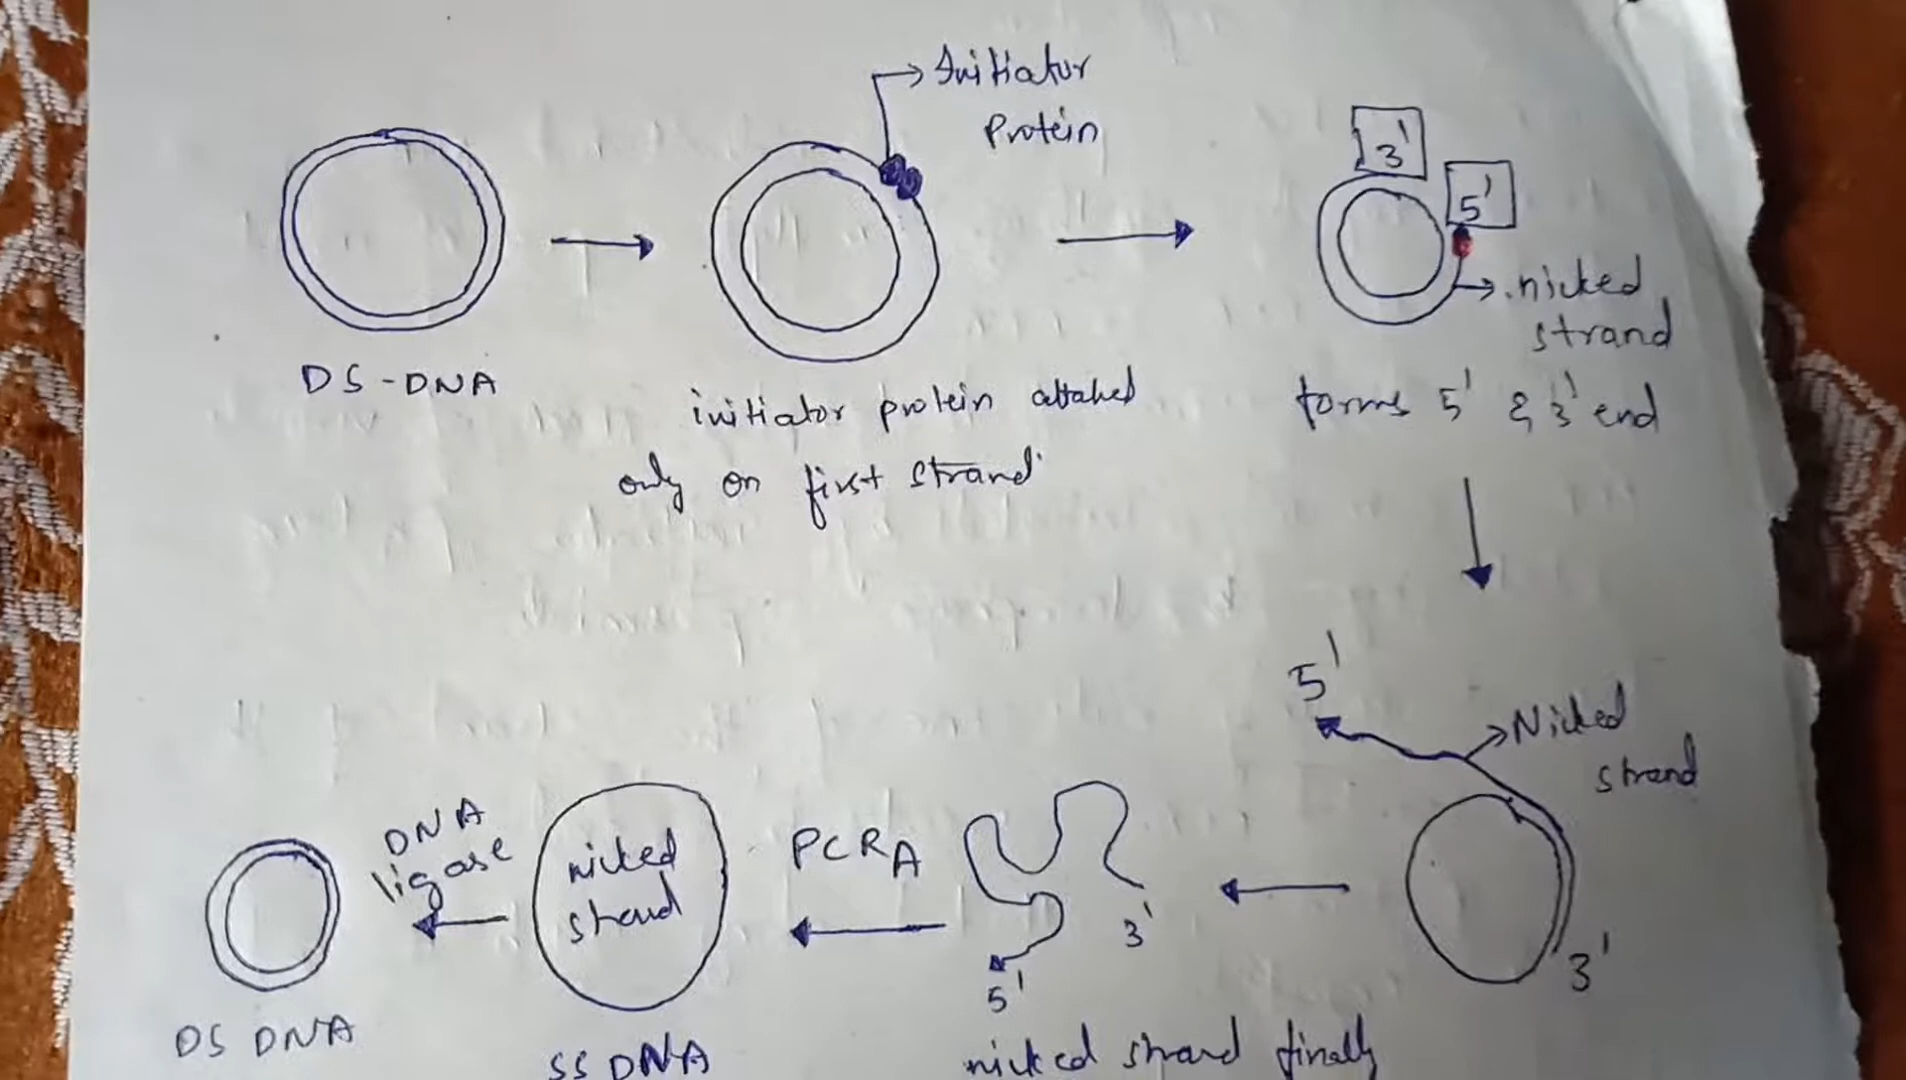 Initiator
Protein
3'
5'
nicked
strand
DS-DNA
initiator protein attahed
only on first strand
forms 5' & 3' end
5'
Nicked
strand
3'
3'
5'
nicked strand finally
PCRA
nicked
strand
SS DNA
DNA
ligase
DS DNA